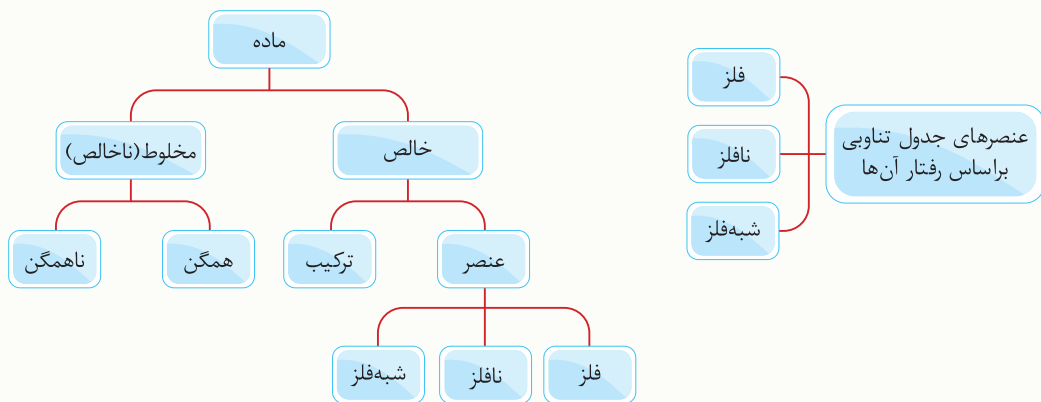 عنصرهای جدول تناوبی
براساس رفتار آن‌ها
فلز
نافلز
شبه‌فلز
ماده
خالص
مخلوط(ناخالص)
عنصر
ترکیب
همگن
ناهمگن
فلز
نافلز
شبه‌فلز